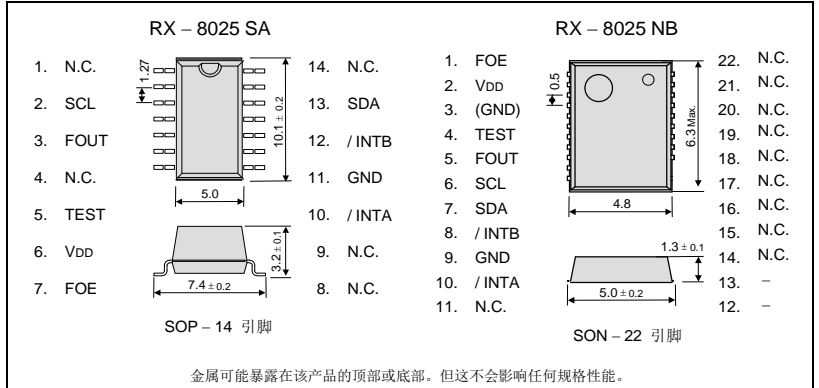 RX – 8025 SA
1. N.C.
2. SCL
3. FOUT
4. N.C.
5. TEST
6. VDD
7. FOE
14. N.C.
13. SDA
12. / INTB
11. GND
10. / INTA
9. N.C.
8. N.C.
1.27
10.1 ± 0.2
5.0
3.2 ± 0.1
7.4 ± 0.2
SOP – 14 引脚
RX – 8025 NB
1. FOE
2. VDD
3. (GND)
4. TEST
5. FOUT
6. SCL
7. SDA
8. / INTB
9. GND
10. / INTA
11. N.C.
22. N.C.
21. N.C.
20. N.C.
19. N.C.
18. N.C.
17. N.C.
16. N.C.
15. N.C.
14. N.C.
13. –
12. –
0.5
6.3 Max.
4.8
1.3 ± 0.1
5.0 ± 0.2
SON – 22 引脚
金属可能暴露在该产品的顶部或底部。但这不会影响任何规格性能。